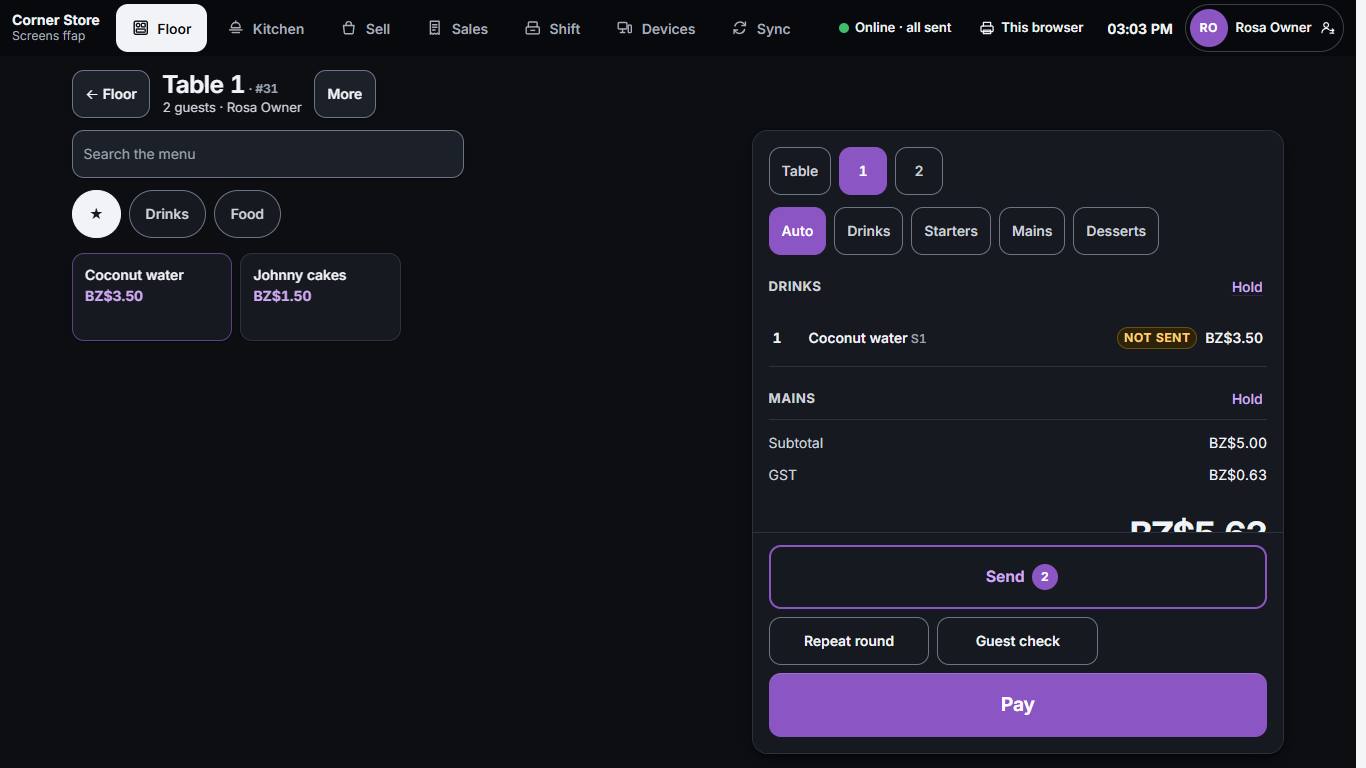 Corner Store
Screens ffap
Floor
Kitchen
Sell
Sales
Shift
Devices
Sync
Online · all sent
This browser
03:03 PM
RO
Rosa Owner
← Floor
Table 1 · #31
2 guests · Rosa Owner
More
Search the menu
★
Drinks
Food
Coconut water
BZ$3.50
Johnny cakes
BZ$1.50
Table
1
2
Auto
Drinks
Starters
Mains
Desserts
DRINKS
Hold
1 Coconut water S1 NOT SENT BZ$3.50
MAINS
Hold
Subtotal BZ$5.00
GST BZ$0.63
BZ$5.63
Send 2
Repeat round
Guest check
Pay